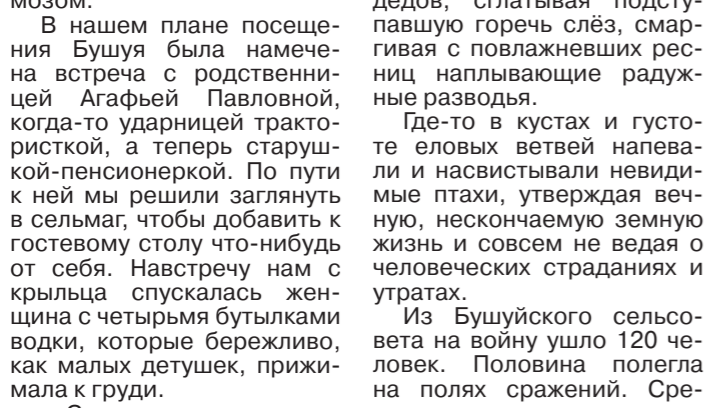 мозом.
В нашем плане посеще-
ния Бушуя была намече-
на встреча с родственни-
цей Агафьей Павловной,
когда-то ударницей тракто-
ристкой, а теперь старуш-
кой-пенсионеркой. По пути
к ней мы решили заглянуть
в сельмаг, чтобы добавить к
гостевому столу что-нибудь
от себя. Навстречу нам с
крыльца спускалась жен-
щина с четырьмя бутылками
водки, которые бережливо,
как малых детушек, прижи-
мала к груди.
дедов, сглатывая подсту-
павшую горечь слёз, смар-
гивая с повлажневших рес-
ниц наплывающие радуж-
ные разводья.
Где-то в кустах и густо-
те еловых ветвей напева-
ли и насвистывали невиди-
мые птахи, утверждая веч-
ную, нескончаемую земную
жизнь и совсем не ведая о
человеческих страданиях и
утратах.
Из Бушуйского сельсо-
вета на войну ушло 120 че-
ловек. Половина полегла
на полях сражений. Сре-